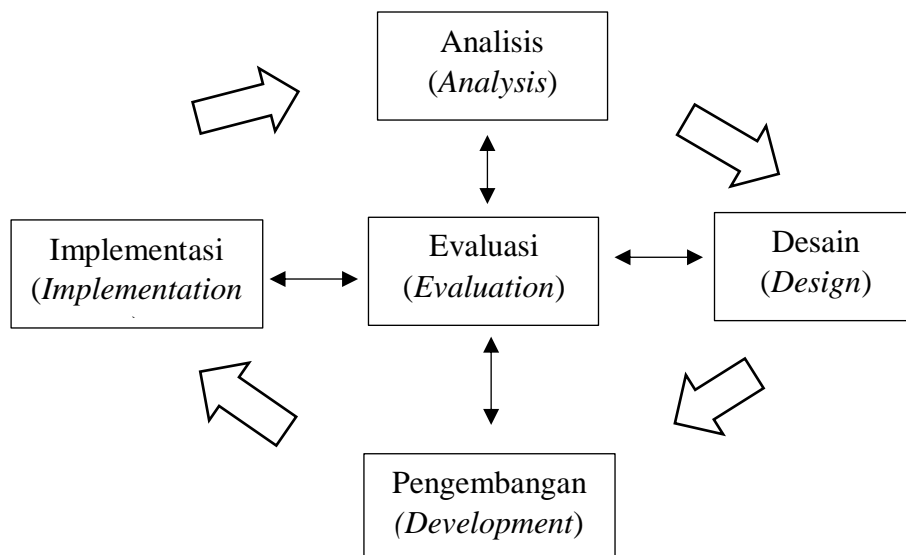 Analisis
(Analysis)
Implementasi
(Implementation
Evaluasi
(Evaluation)
Desain
(Design)
Pengembangan
(Development)